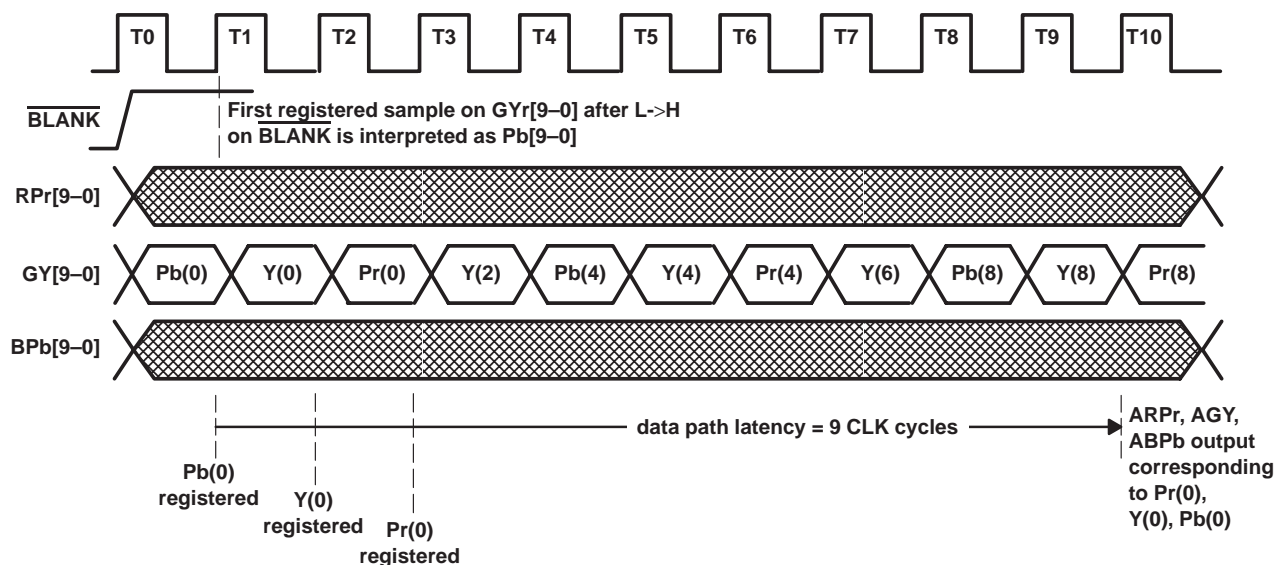 T0 T1 T2 T3 T4 T5 T6 T7 T8 T9 T10
BLANK
First registered sample on GYr[9–0] after L->H
on BLANK is interpreted as Pb[9–0]
RPr[9–0]
GY[9–0] Pb(0) Y(0) Pr(0) Y(2) Pb(4) Y(4) Pr(4) Y(6) Pb(8) Y(8) Pr(8)
BPb[9–0]
data path latency = 9 CLK cycles
ARPr, AGY,
ABPb output
corresponding
to Pr(0),
Y(0), Pb(0)
Pb(0)
registered
Y(0)
registered
Pr(0)
registered